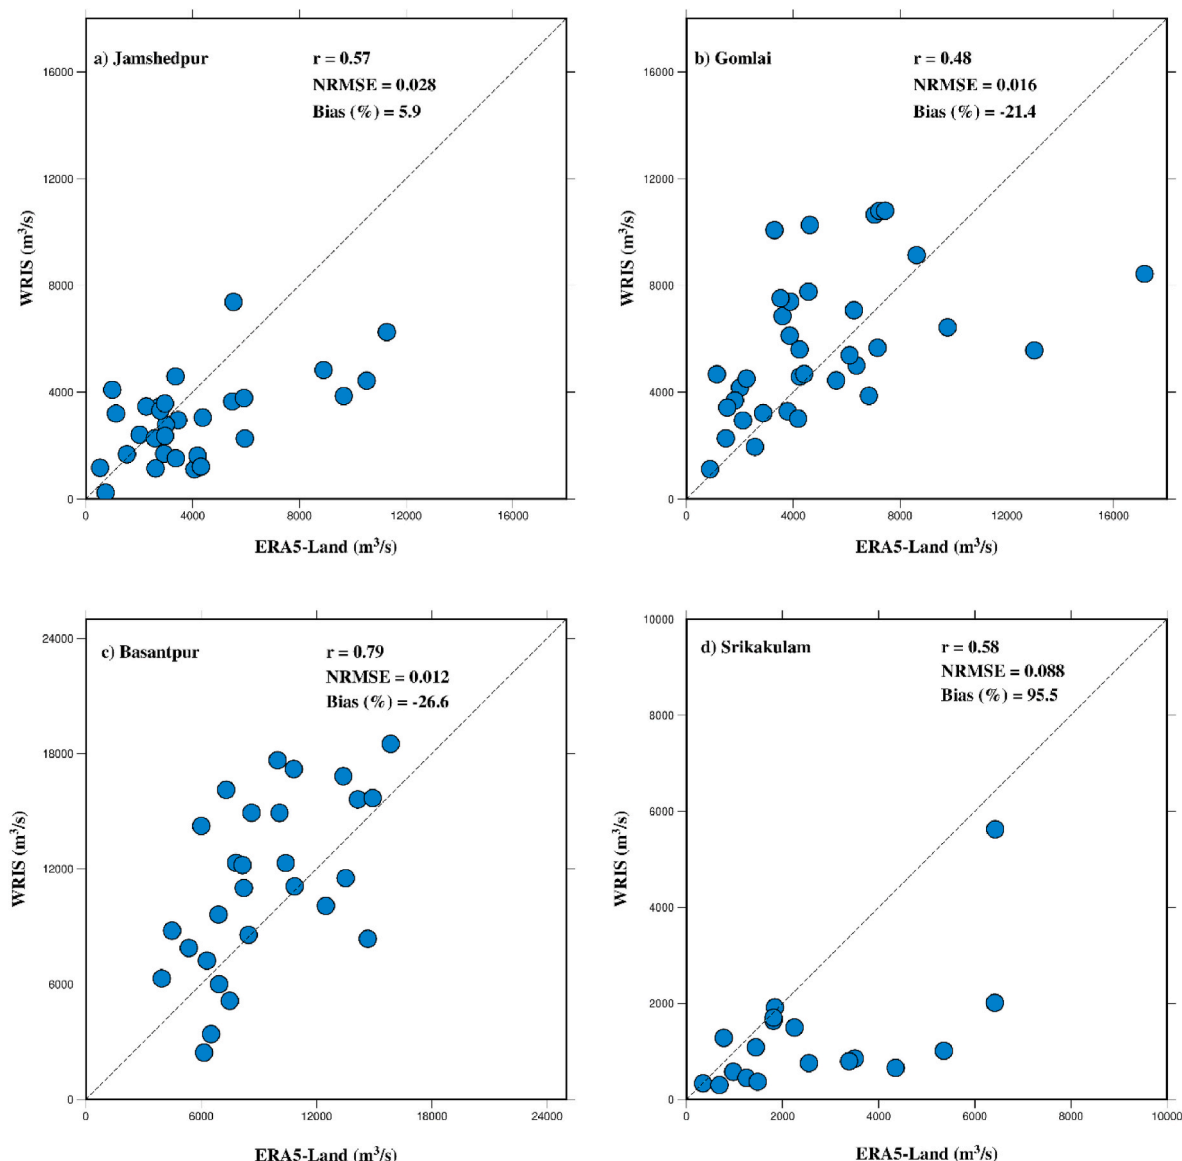 a) Jamshedpur
r = 0.57
NRMSE = 0.028
Bias (%) = 5.9
16000
12000
8000
4000
0
WRIS (m³/s)
0 4000 8000 12000 16000
ERA5-Land (m³/s)
b) Gomlai
r = 0.48
NRMSE = 0.016
Bias (%) = -21.4
16000
12000
8000
4000
0
WRIS (m³/s)
0 4000 8000 12000 16000
ERA5-Land (m³/s)
c) Basantpur
r = 0.79
NRMSE = 0.012
Bias (%) = -26.6
24000
18000
12000
6000
0
WRIS (m³/s)
0 6000 12000 18000 24000
ERA5-Land (m³/s)
d) Srikakulam
r = 0.58
NRMSE = 0.088
Bias (%) = 95.5
10000
8000
6000
4000
2000
0
WRIS (m³/s)
0 2000 4000 6000 8000 10000
ERA5-Land (m³/s)